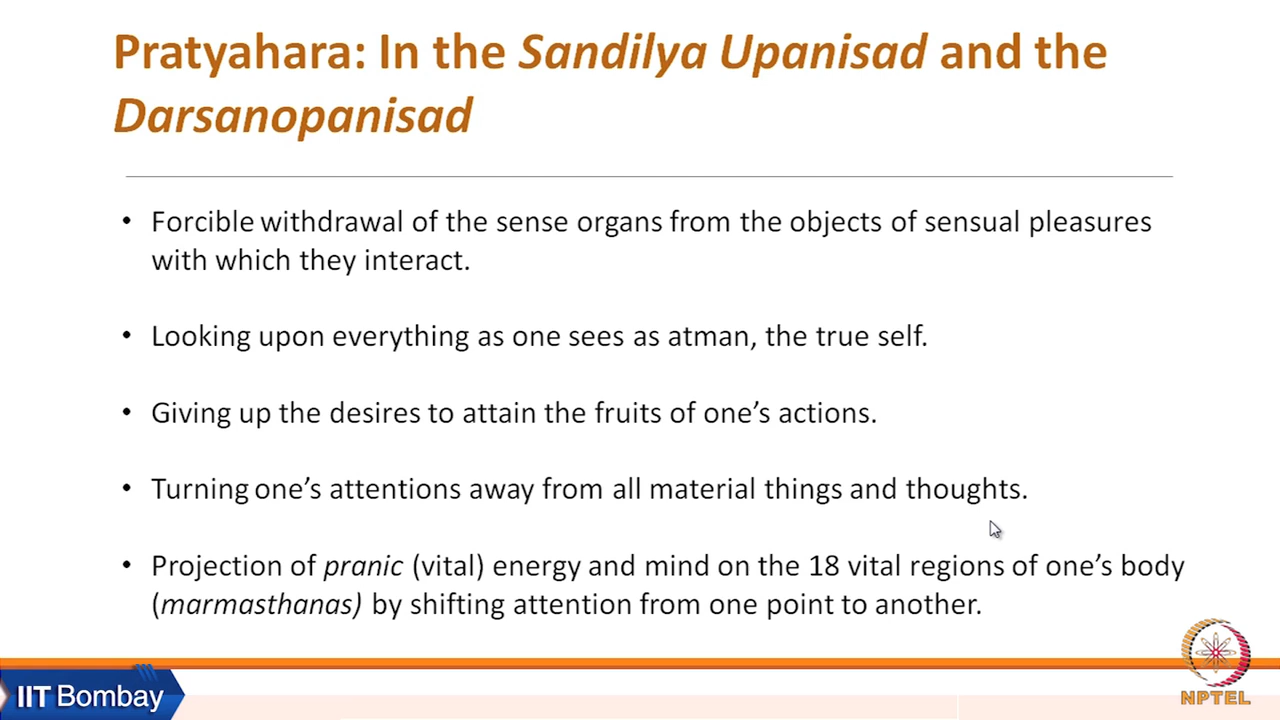 Pratyahara: In the Sandilya Upanisad and the
Darsanopanisad
• Forcible withdrawal of the sense organs from the objects of sensual pleasures
with which they interact.
• Looking upon everything as one sees as atman, the true self.
• Giving up the desires to attain the fruits of one’s actions.
• Turning one’s attentions away from all material things and thoughts.
• Projection of pranic (vital) energy and mind on the 18 vital regions of one’s body
(marmasthanas) by shifting attention from one point to another.
IIT Bombay
NPTEL